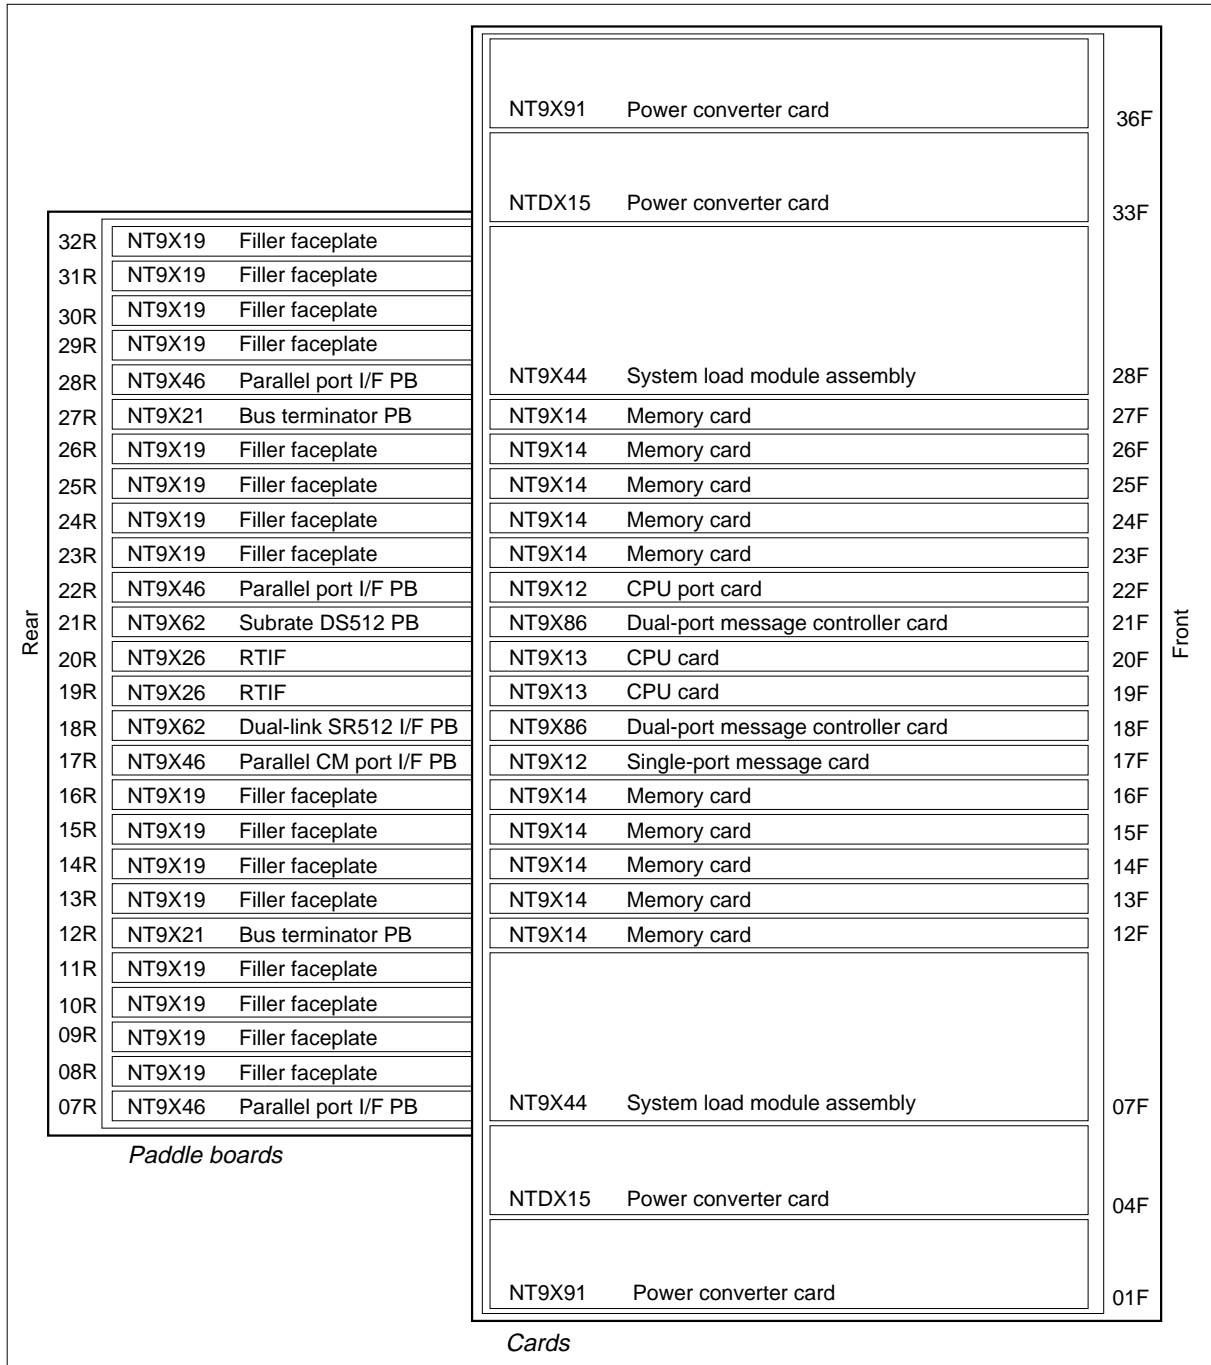 NT9X91 Power converter card 36F
NTDX15 Power converter card 33F
32R NT9X19 Filler faceplate
31R NT9X19 Filler faceplate
30R NT9X19 Filler faceplate
29R NT9X19 Filler faceplate
28R NT9X46 Parallel port I/F PB NT9X44 System load module assembly 28F
27R NT9X21 Bus terminator PB NT9X14 Memory card 27F
26R NT9X19 Filler faceplate NT9X14 Memory card 26F
25R NT9X19 Filler faceplate NT9X14 Memory card 25F
24R NT9X19 Filler faceplate NT9X14 Memory card 24F
23R NT9X19 Filler faceplate NT9X14 Memory card 23F
22R NT9X46 Parallel port I/F PB NT9X12 CPU port card 22F
21R NT9X62 Subrate DS512 PB NT9X86 Dual-port message controller card 21F
Rear
Front
20R NT9X26 RTIF NT9X13 CPU card 20F
19R NT9X26 RTIF NT9X13 CPU card 19F
18R NT9X62 Dual-link SR512 I/F PB NT9X86 Dual-port message controller card 18F
17R NT9X46 Parallel CM port I/F PB NT9X12 Single-port message card 17F
16R NT9X19 Filler faceplate NT9X14 Memory card 16F
15R NT9X19 Filler faceplate NT9X14 Memory card 15F
14R NT9X19 Filler faceplate NT9X14 Memory card 14F
13R NT9X19 Filler faceplate NT9X14 Memory card 13F
12R NT9X21 Bus terminator PB NT9X14 Memory card 12F
11R NT9X19 Filler faceplate
10R NT9X19 Filler faceplate
09R NT9X19 Filler faceplate
08R NT9X19 Filler faceplate
07R NT9X46 Parallel port I/F PB NT9X44 System load module assembly 07F
Paddle boards
NTDX15 Power converter card 04F
NT9X91 Power converter card 01F
Cards